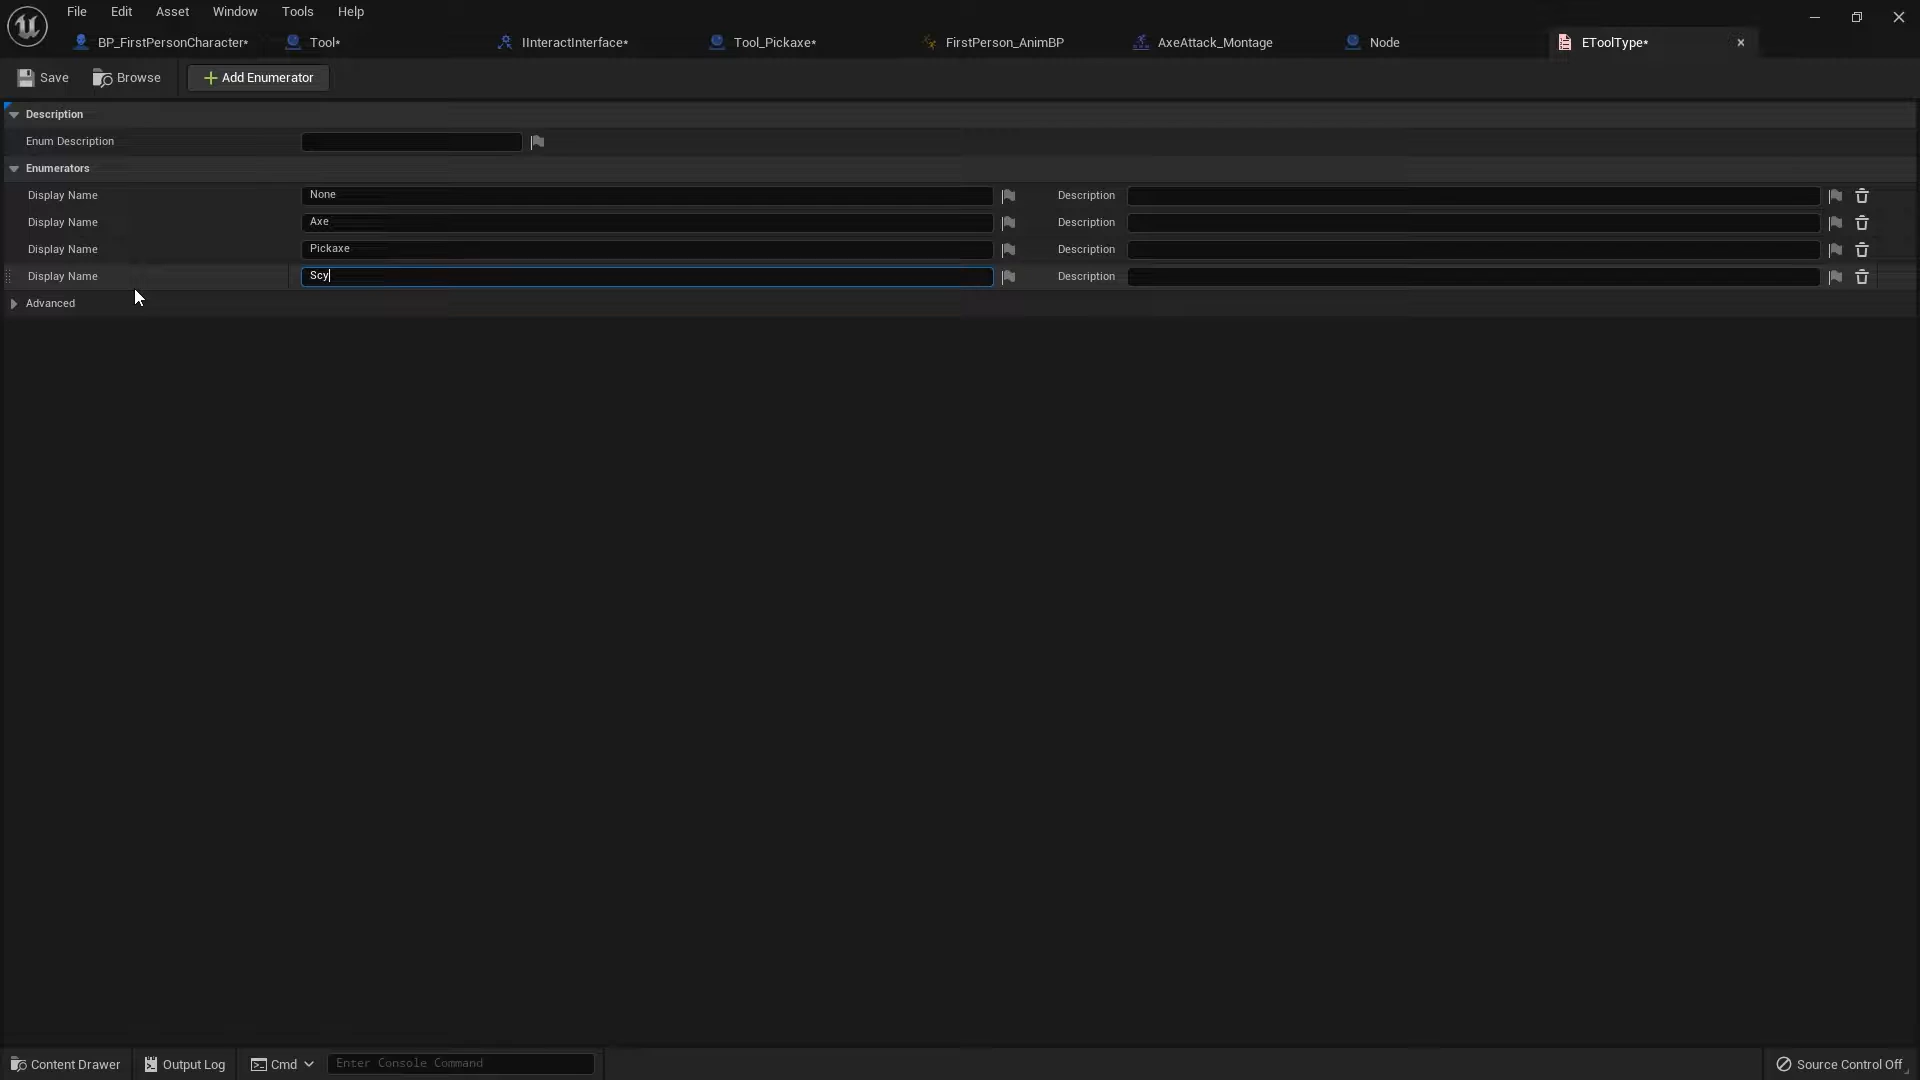 File Edit Asset Window Tools Help
BP_FirstPersonCharacter* Tool* IInteractInterface* Tool_Pickaxe* FirstPerson_AnimBP AxeAttack_Montage Node EToolType*
Save Browse Add Enumerator
Description
Enum Description
Enumerators
Display Name None Description
Display Name Axe Description
Display Name Pickaxe Description
Display Name Scy Description
Advanced
Content Drawer Output Log Cmd Enter Console Command Source Control Off